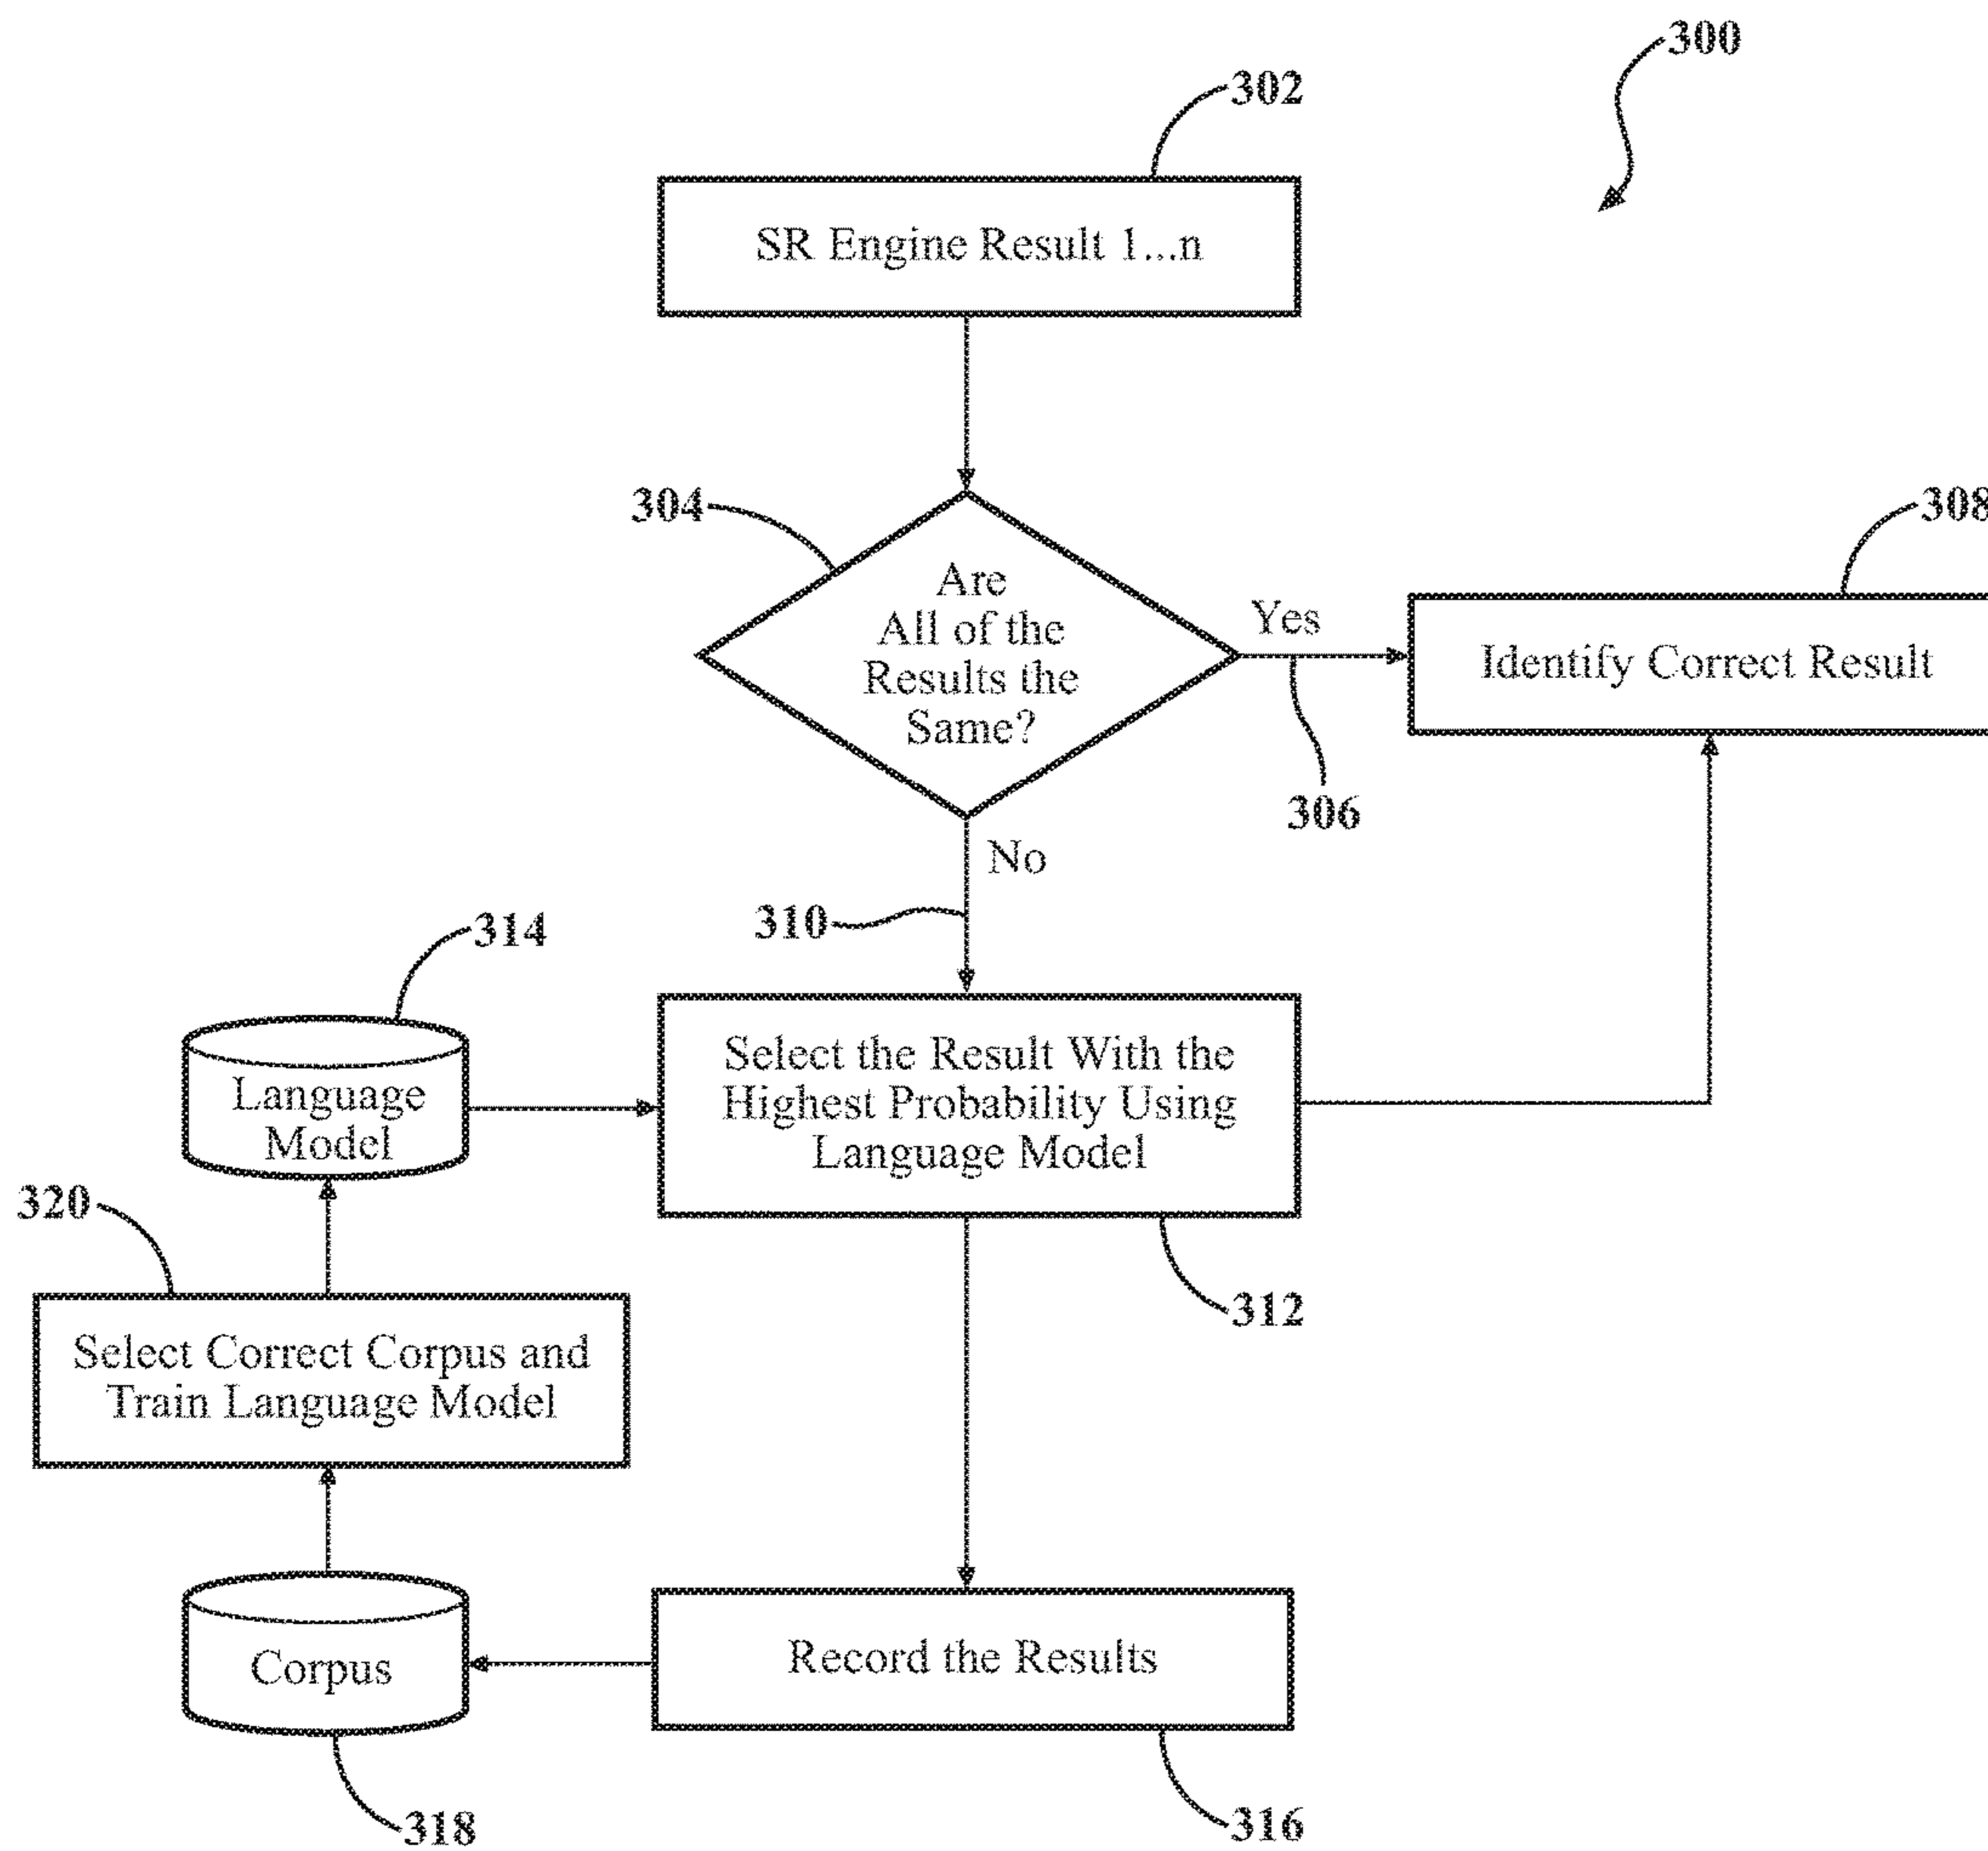 300
302
SR Engine Result 1...n
304
Are
All of the
Results the
Same?
Yes
306
308
Identify Correct Result
No
310
314
Language
Model
Select the Result With the
Highest Probability Using
Language Model
312
320
Select Correct Corpus and
Train Language Model
Corpus
318
Record the Results
316